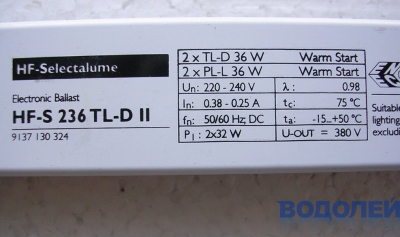 HF-Selectalume
Electronic Ballast
HF-S 236 TL-D II
9137 130 324
2 x TL-D 36 W Warm Start
2 x PL-L 36 W Warm Start
Un: 220 - 240 V λ: 0.98
In: 0.38 - 0.25 A tc: 75 °C
fn: 50/60 Hz; DC ta: -15...+50 °C
P1: 2x32 W U-OUT = 380 V
Suitable
lighting
excludi
ВОДОЛЕЙ